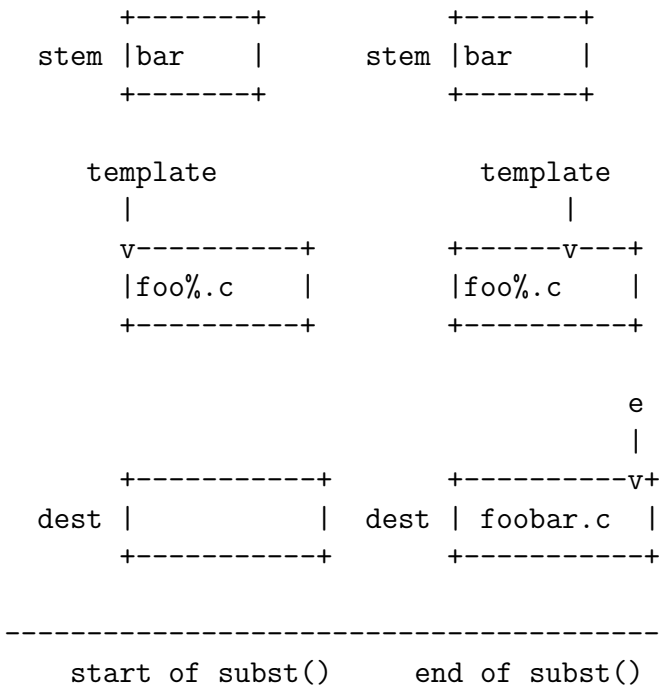 +-------+ +-------+
stem |bar | stem |bar |
+-------+ +-------+
template template
| |
v----------+ +------v---+
|foo%.c | |foo%.c |
+----------+ +----------+
e
|
+-----------+ +----------v+
dest | | dest | foobar.c |
+-----------+ +-----------+
----------------------------------------
start of subst() end of subst()